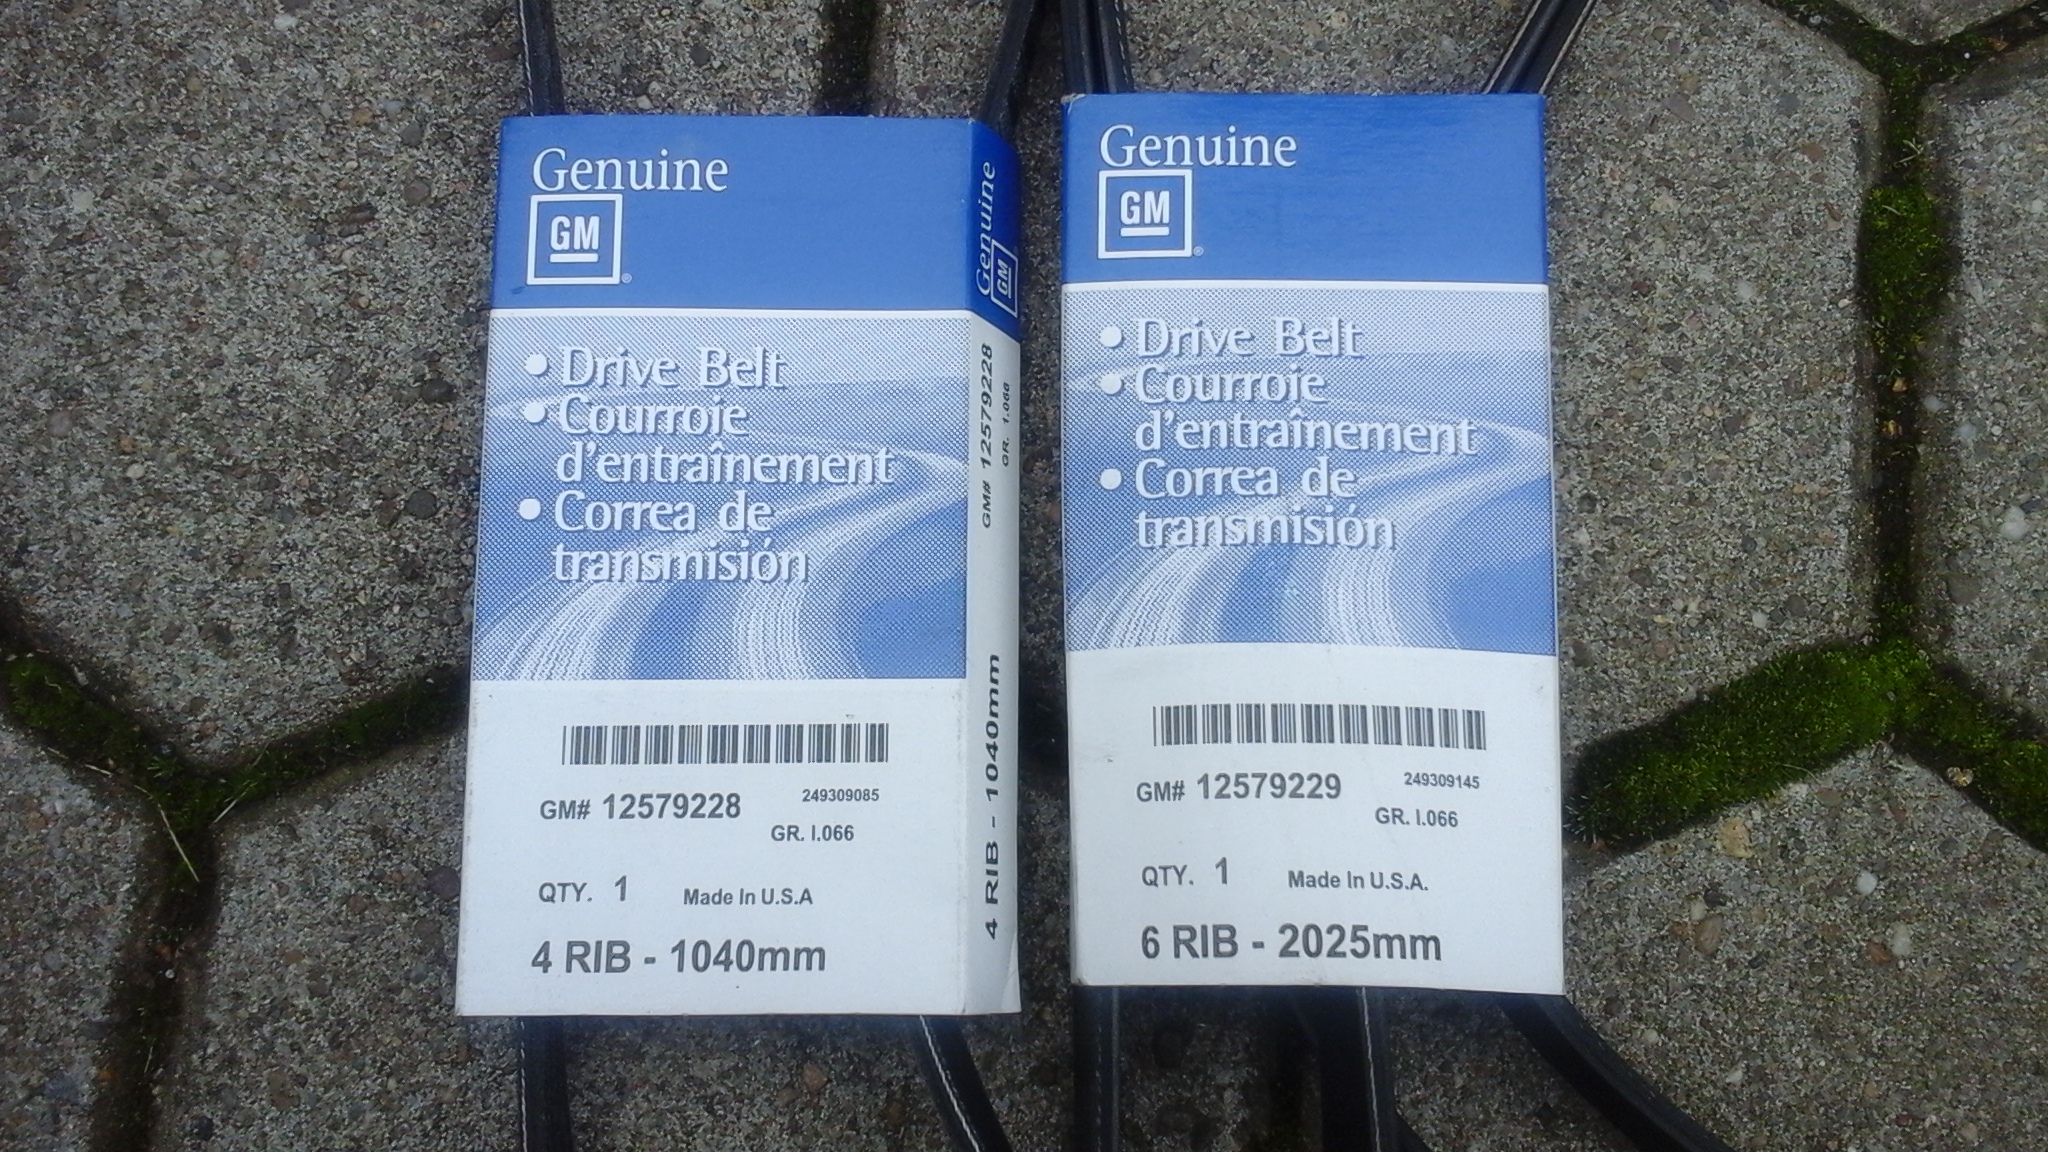 Genuine
GM
®
• Drive Belt
• Courroie
d'entraînement
• Correa de
transmisión
GM# 12579228
249309085
GR. I.066
QTY. 1
Made In U.S.A
4 RIB - 1040mm
Genuine
GM
GM# 12579228
GR. 1.066
4 RIB - 1040mm
Genuine
GM
®
• Drive Belt
• Courroie
d'entraînement
• Correa de
transmisión
GM# 12579229
249309145
GR. I.066
QTY. 1
Made In U.S.A.
6 RIB - 2025mm